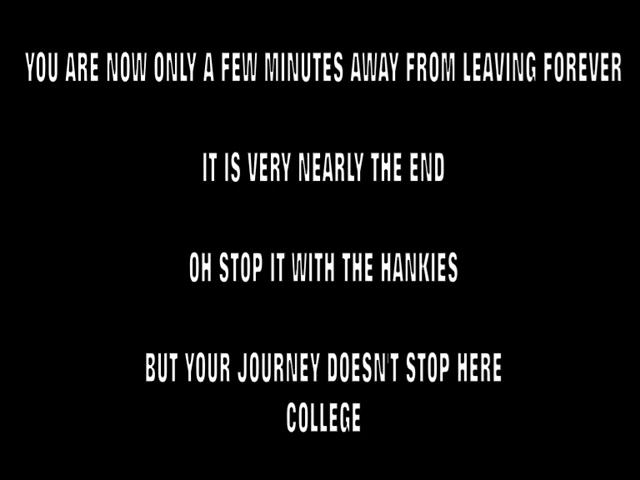 YOU ARE NOW ONLY A FEW MINUTES AWAY FROM LEAVING FOREVER
IT IS VERY NEARLY THE END
OH STOP IT WITH THE HANKIES
BUT YOUR JOURNEY DOESN'T STOP HERE
COLLEGE